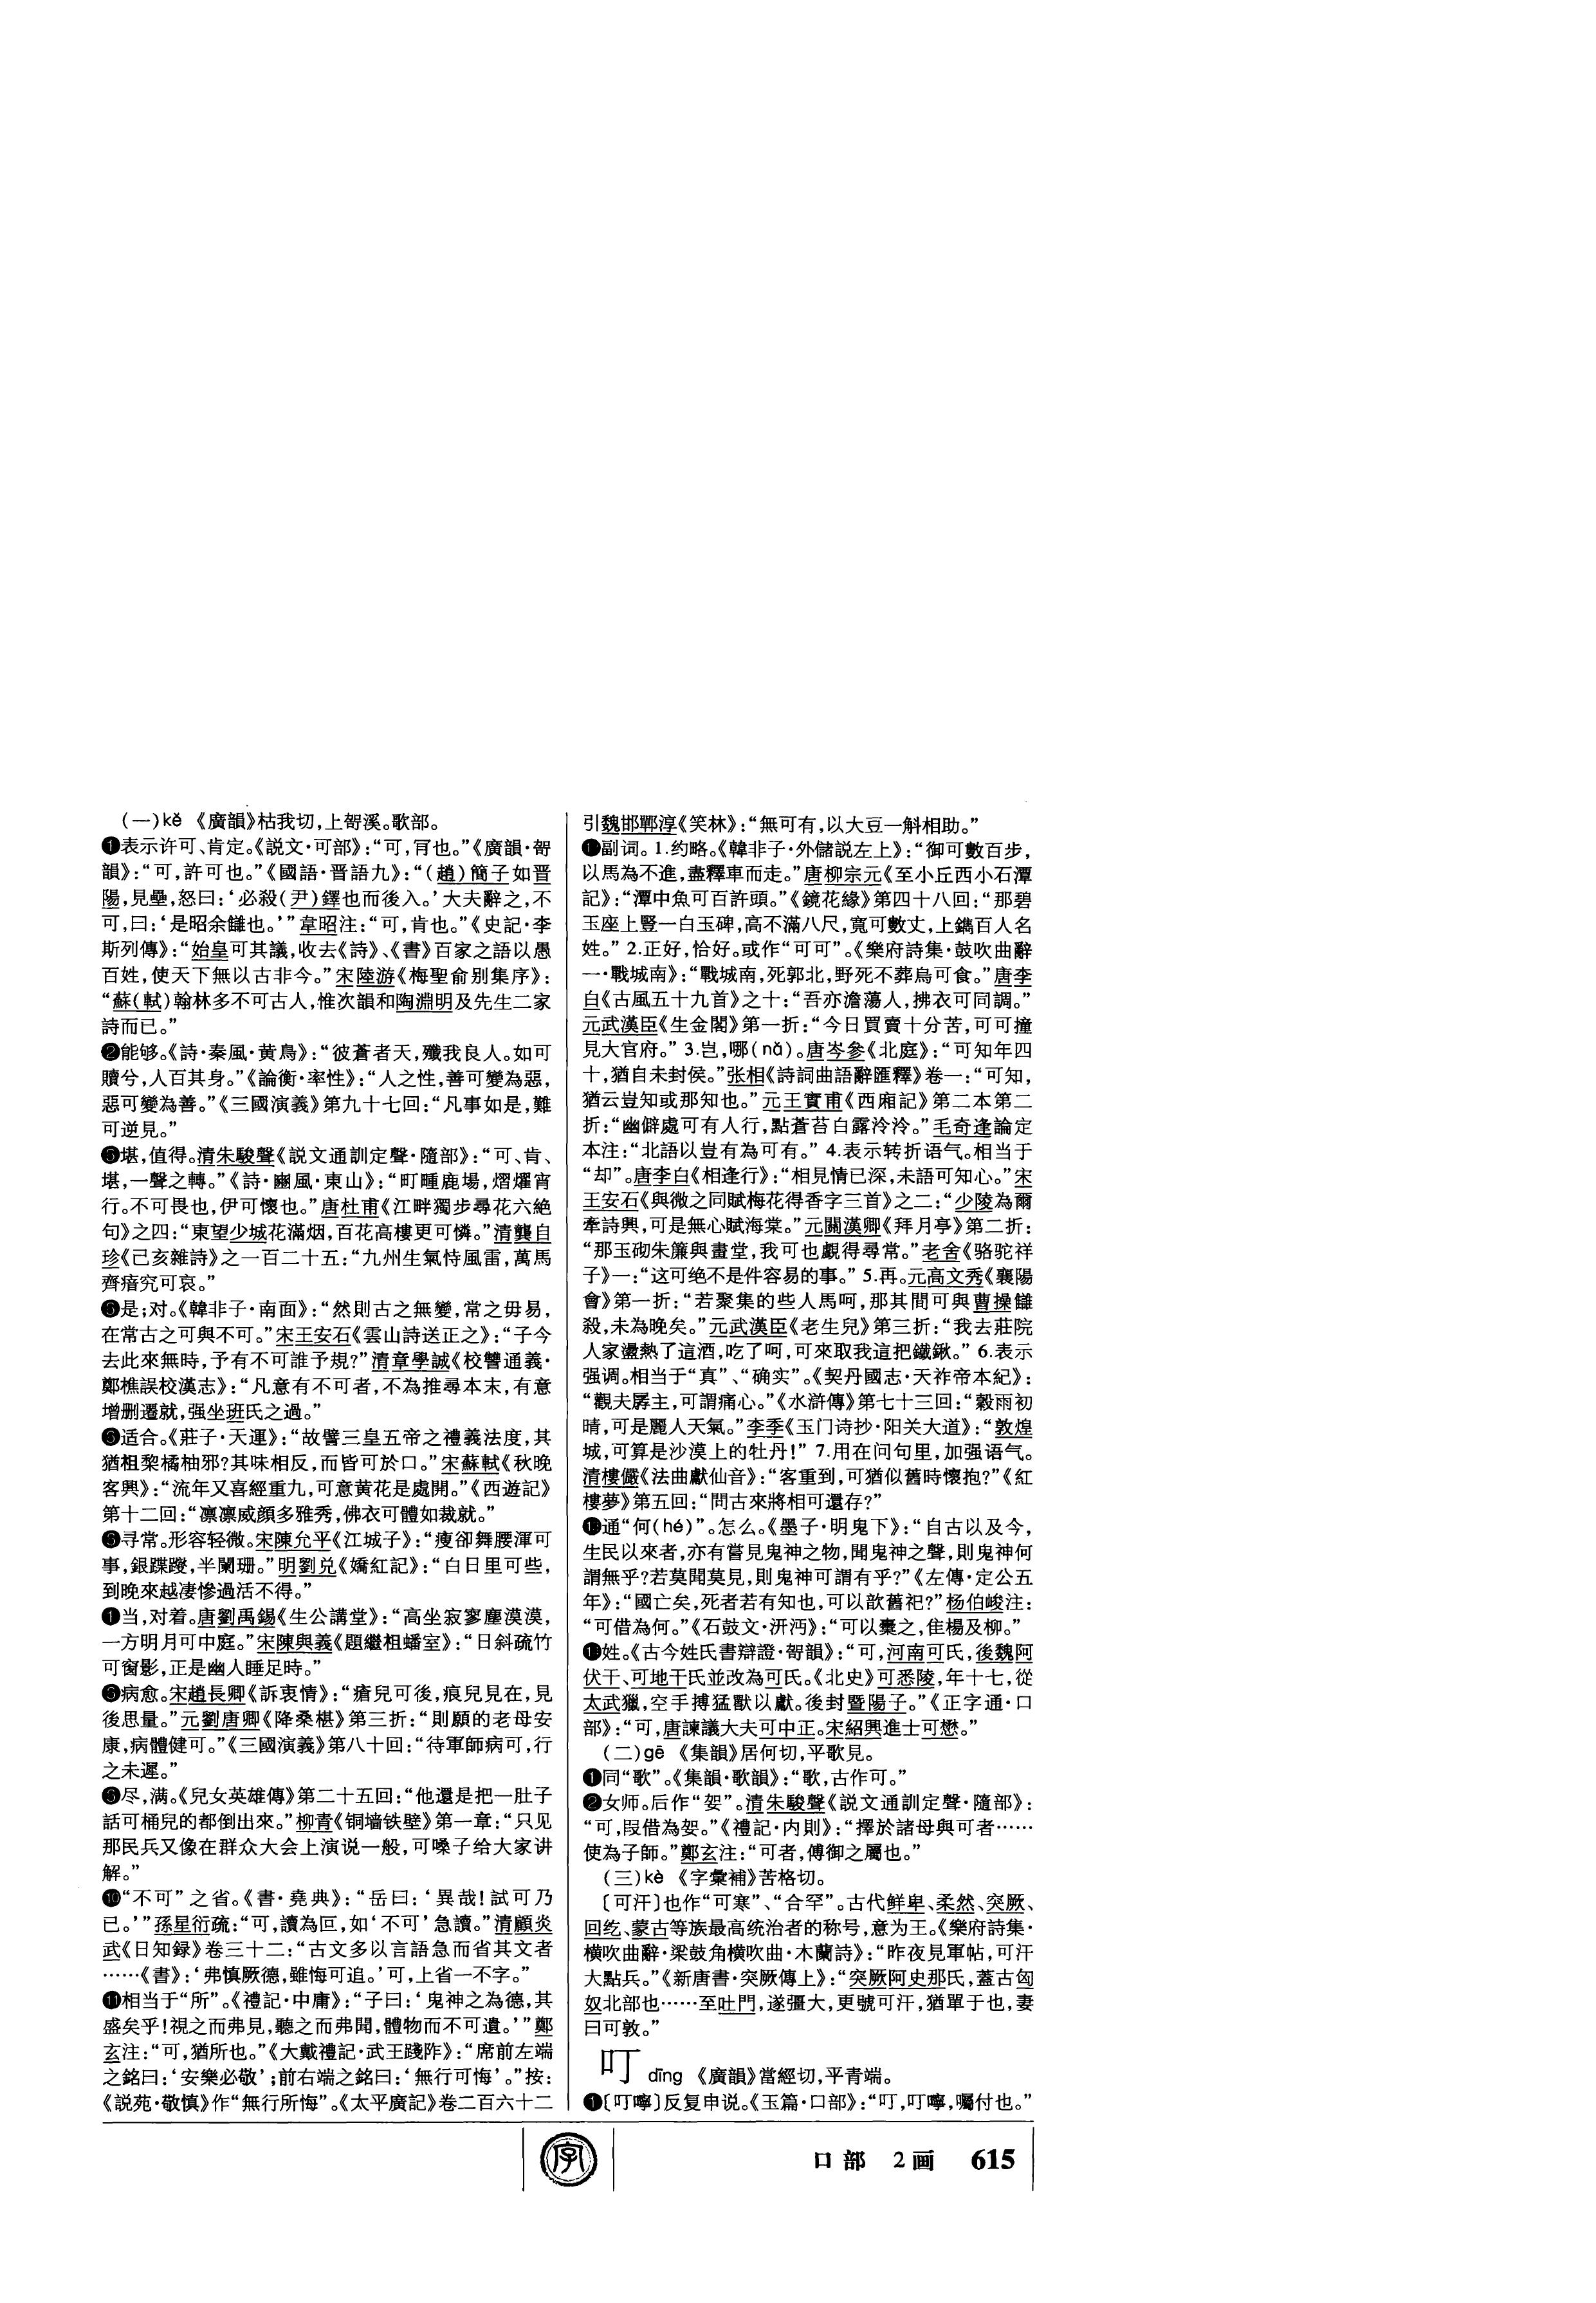 (一)kě 《廣韻》枯我切,上哿溪。歌部。
❶表示许可、肯定。《説文·可部》:“可,肎也。”《廣韻·哿
韻》:“可,許可也。”《國語·晋語九》:“(趙)簡子如晋
陽,見壘,怒曰:‘必殺(尹)鐸也而後入。’大夫辭之,不
可,曰:‘是昭余讎也。’”韋昭注:“可,肯也。”《史記·李
斯列傳》:“始皇可其議,收去《詩》、《書》百家之語以愚
百姓,使天下無以古非今。”宋陸游《梅聖俞别集序》:
“蘇(軾)翰林多不可古人,惟次韻和陶淵明及先生二家
詩而已。”
❷能够。《詩·秦風·黄鳥》:“彼蒼者天,殲我良人。如可
贖兮,人百其身。”《論衡·率性》:“人之性,善可變為惡,
惡可變為善。”《三國演義》第九十七回:“凡事如是,難
可逆見。”
堪,值得。清朱駿聲《説文通訓定聲·隨部》:“可、肯、
堪,一聲之轉。”《詩·豳風·東山》:“町畽鹿場,熠燿宵
行。不可畏也,伊可懷也。”唐杜甫《江畔獨步尋花六絶
句》之四:“東望少城花滿烟,百花高樓更可憐。”清龔自
珍《己亥雜詩》之一百二十五:“九州生氣恃風雷,萬馬
齊瘖究可哀。”
是;对。《韓非子·南面》:“然則古之無變,常之毋易,
在常古之可與不可。”宋王安石《雲山詩送正之》:“子今
去此來無時,予有不可誰予規?”清章學誠《校讐通義·
鄭樵誤校漢志》:“凡意有不可者,不為推尋本末,有意
增删遷就,强坐班氏之過。”
适合。《莊子·天運》:“故譬三皇五帝之禮義法度,其
猶柤棃橘柚邪?其味相反,而皆可於口。”宋蘇軾《秋晚
客興》:“流年又喜經重九,可意黄花是處開。”《西遊記》
第十二回:“凛凛威顔多雅秀,佛衣可體如裁就。”
寻常。形容轻微。宋陳允平《江城子》:“瘦卻舞腰渾可
事,銀蹀躞,半闌珊。”明劉兑《嬌紅記》:“白日里可些,
到晚來越凄慘過活不得。”
当,对着。唐劉禹錫《生公講堂》:“高坐寂寥塵漠漠,
一方明月可中庭。”宋陳與義《題繼祖蟠室》:“日斜疏竹
可窗影,正是幽人睡足時。”
病愈。宋趙長卿《訴衷情》:“瘡兒可後,痕兒見在,見
後思量。”元劉唐卿《降桑椹》第三折:“則願的老母安
康,病體健可。”《三國演義》第八十回:“待軍師病可,行
之未遲。”
尽,满。《兒女英雄傳》第二十五回:“他還是把一肚子
話可桶兒的都倒出來。”柳青《铜墙铁壁》第一章:“只见
那民兵又像在群众大会上演说一般,可嗓子给大家讲
解。”
❿“不可”之省。《書·堯典》:“岳曰:‘異哉!試可乃
已。’”孫星衍疏:“可,讀為叵,如‘不可’急讀。”清顧炎
武《日知録》卷三十二:“古文多以言語急而省其文者
……《書》:‘弗慎厥德,雖悔可追。’可,上省一不字。”
⓫相当于“所”。《禮記·中庸》:“子曰:‘鬼神之為德,其
盛矣乎!視之而弗見,聽之而弗聞,體物而不可遺。’”鄭
玄注:“可,猶所也。”《大戴禮記·武王踐阼》:“席前左端
之銘曰:‘安樂必敬’;前右端之銘曰:‘無行可悔’。”按:
《説苑·敬慎》作“無行所悔”。《太平廣記》卷二百六十二
引魏邯鄲淳《笑林》:“無可有,以大豆一斛相助。”
副词。1.约略。《韓非子·外儲説左上》:“御可數百步,
以馬為不進,盡釋車而走。”唐柳宗元《至小丘西小石潭
記》:“潭中魚可百許頭。”《鏡花緣》第四十八回:“那碧
玉座上豎一白玉碑,高不滿八尺,寬可數丈,上鐫百人名
姓。” 2.正好,恰好。或作“可可”。《樂府詩集·鼓吹曲辭
一·戰城南》:“戰城南,死郭北,野死不葬烏可食。”唐李
白《古風五十九首》之十:“吾亦澹蕩人,拂衣可同調。”
元武漢臣《生金閣》第一折:“今日買賣十分苦,可可撞
見大官府。” 3.岂,哪(nǎ)。唐岑參《北庭》:“可知年四
十,猶自未封侯。”张相《詩詞曲語辭匯釋》卷一:“可知,
猶云豈知或那知也。”元王實甫《西廂記》第二本第二
折:“幽僻處可有人行,點蒼苔白露泠泠。”毛奇逢論定
本注:“北語以豈有為可有。” 4.表示转折语气。相当于
“却”。唐李白《相逢行》:“相見情已深,未語可知心。”宋
王安石《與微之同賦梅花得香字三首》之二:“少陵為爾
牽詩興,可是無心賦海棠。”元關漢卿《拜月亭》第二折:
“那玉砌朱簾與畫堂,我可也覷得尋常。”老舍《骆驼祥
子》一:“这可绝不是件容易的事。” 5.再。元高文秀《襄陽
會》第一折:“若聚集的些人馬呵,那其間可與曹操讎
殺,未為晚矣。”元武漢臣《老生兒》第三折:“我去莊院
人家盪熱了這酒,吃了呵,可來取我這把鐵鍬。” 6.表示
强调。相当于“真”、“确实”。《契丹國志·天祚帝本紀》:
“觀夫孱主,可謂痛心。”《水滸傳》第七十三回:“穀雨初
晴,可是麗人天氣。”李季《玉门诗抄·阳关大道》:“敦煌
城,可算是沙漠上的牡丹!” 7.用在问句里,加强语气。
清樓儼《法曲獻仙音》:“客重到,可猶似舊時懷抱?”《紅
樓夢》第五回:“問古來將相可還存?”
通“何(hé)”。怎么。《墨子·明鬼下》:“自古以及今,
生民以來者,亦有嘗見鬼神之物,聞鬼神之聲,則鬼神何
謂無乎?若莫聞莫見,則鬼神可謂有乎?”《左傳·定公五
年》:“國亡矣,死者若有知也,可以歆舊祀?”杨伯峻注:
“可借為何。”《石鼓文·汧沔》:“可以橐之,隹楊及柳。”
姓。《古今姓氏書辯證·哿韻》:“可,河南可氏,後魏阿
伏干、可地干氏並改為可氏。《北史》可悉陵,年十七,從
太武獵,空手搏猛獸以獻。後封暨陽子。”《正字通·口
部》:“可,唐諫議大夫可中正。宋紹興進士可懋。”
(二)gē 《集韻》居何切,平歌見。
❶同“歌”。《集韻·歌韻》:“歌,古作可。”
❷女师。后作“妿”。清朱駿聲《説文通訓定聲·隨部》:
“可,叚借為妿。”《禮記·内則》:“擇於諸母與可者……
使為子師。”鄭玄注:“可者,傅御之屬也。”
(三)kè 《字彙補》苦格切。
〔可汗〕也作“可寒”、“合罕”。古代鲜卑、柔然、突厥、
回纥、蒙古等族最高统治者的称号,意为王。《樂府詩集·
横吹曲辭·梁鼓角横吹曲·木蘭詩》:“昨夜見軍帖,可汗
大點兵。”《新唐書·突厥傳上》:“突厥阿史那氏,蓋古匈
奴北部也……至吐門,遂彊大,更號可汗,猶單于也,妻
曰可敦。”
叮 dīng 《廣韻》當經切,平青端。
❶〔叮嚀〕反复申说。《玉篇·口部》:“叮,叮嚀,囑付也。”
字
口部 2画 615